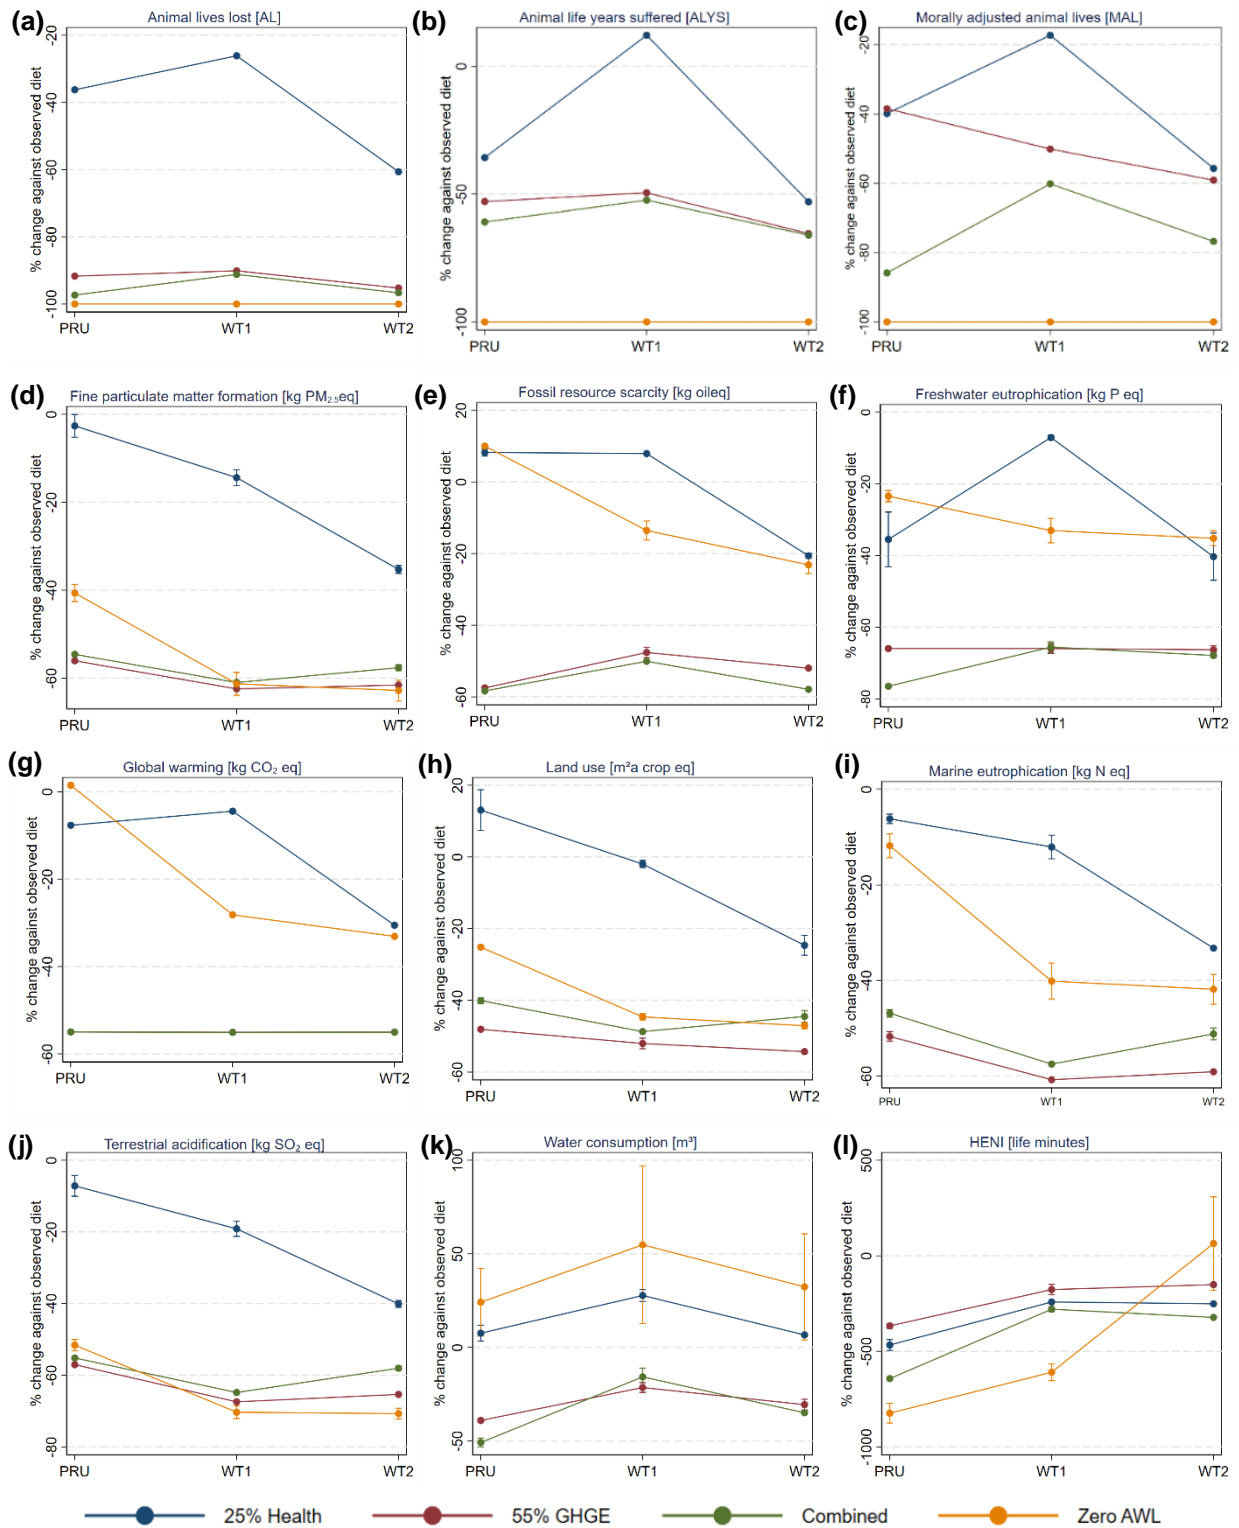 (a) Animal lives lost [AL]
% change against observed diet
-20
-40
-60
-80
-100
PRU WT1 WT2
(b) Animal life years suffered [ALYS]
% change against observed diet
0
-50
-100
PRU WT1 WT2
(c) Morally adjusted animal lives [MAL]
% change against observed diet
-20
-40
-60
-80
-100
PRU WT1 WT2
(d) Fine particulate matter formation [kg PM₂.₅eq]
% change against observed diet
0
-20
-40
-60
PRU WT1 WT2
(e) Fossil resource scarcity [kg oileq]
% change against observed diet
20
0
-20
-40
-60
PRU WT1 WT2
(f) Freshwater eutrophication [kg P eq]
% change against observed diet
0
-20
-40
-60
-80
PRU WT1 WT2
(g) Global warming [kg CO₂ eq]
% change against observed diet
0
-20
-40
-60
PRU WT1 WT2
(h) Land use [m²a crop eq]
% change against observed diet
20
0
-20
-40
-60
PRU WT1 WT2
(i) Marine eutrophication [kg N eq]
% change against observed diet
0
-20
-40
-60
PRU WT1 WT2
(j) Terrestrial acidification [kg SO₂ eq]
% change against observed diet
0
-20
-40
-60
-80
PRU WT1 WT2
(k) Water consumption [m³]
% change against observed diet
100
50
0
-50
PRU WT1 WT2
(l) HENI [life minutes]
% change against observed diet
500
0
-500
-1000
PRU WT1 WT2
25% Health 55% GHGE Combined Zero AWL